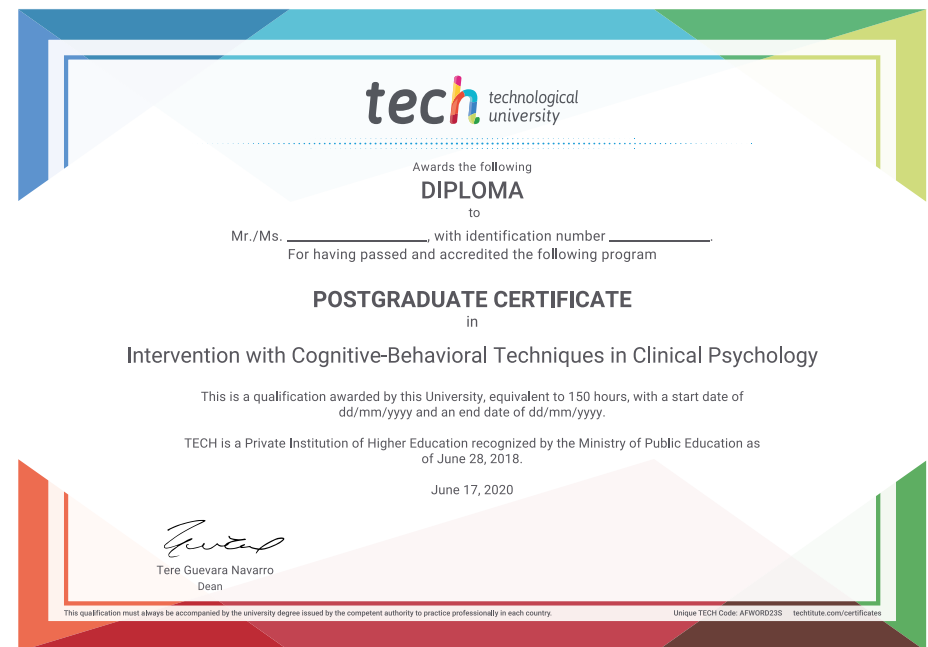 tech technological
university
Awards the following
DIPLOMA
to
Mr./Ms. ____________, with identification number ____________.
For having passed and accredited the following program
POSTGRADUATE CERTIFICATE
in
Intervention with Cognitive-Behavioral Techniques in Clinical Psychology
This is a qualification awarded by this University, equivalent to 150 hours, with a start date of
dd/mm/yyyy and an end date of dd/mm/yyyy.
TECH is a Private Institution of Higher Education recognized by the Ministry of Public Education as
of June 28, 2018.
June 17, 2020
Tere Guevara Navarro
Dean
This qualification must always be accompanied by the university degree issued by the competent authority to practice professionally in each country. Unique TECH Code: AFWORD23S techtitute.com/certificates